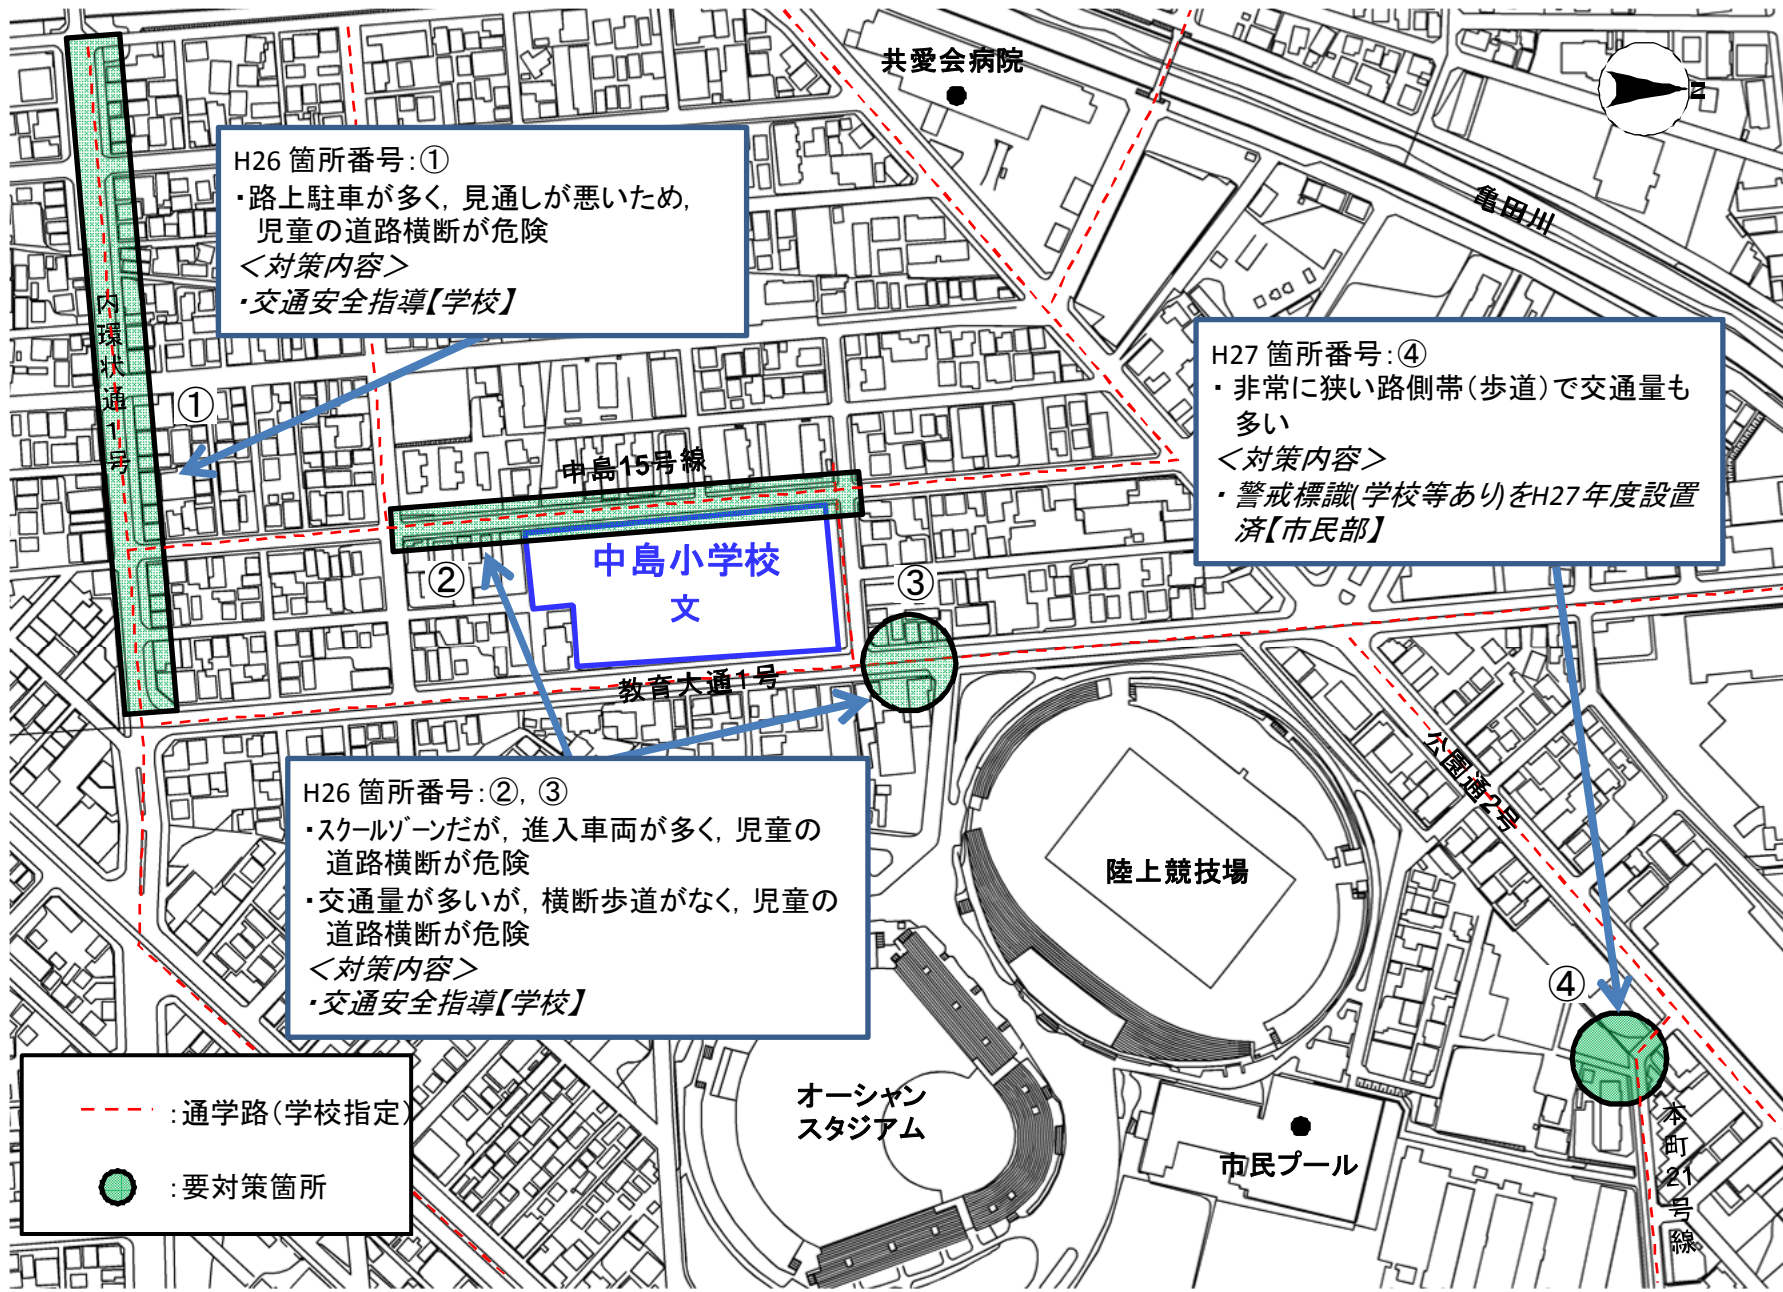 共愛会病院
N
亀田川
H26 箇所番号：①
・路上駐車が多く，見通しが悪いため，
児童の道路横断が危険
＜対策内容＞
・交通安全指導【学校】
内環状通1号
①
H27 箇所番号：④
・ 非常に狭い路側帯（歩道）で交通量も
多い
＜対策内容＞
・ 警戒標識(学校等あり)をH27年度設置
済【市民部】
中島15号線
中島小学校
文
②
③
教育大通1号
公園通2号
H26 箇所番号：②，③
・スクールゾーンだが，進入車両が多く，児童の
道路横断が危険
・交通量が多いが，横断歩道がなく，児童の
道路横断が危険
＜対策内容＞
・交通安全指導【学校】
陸上競技場
④
オーシャン
スタジアム
市民プール
本町21号線
：通学路（学校指定）
：要対策箇所